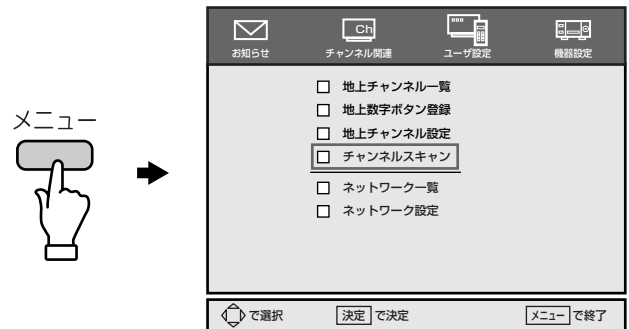 メニュー
Ch
お知らせ チャンネル関連 ユーザ設定 機器設定
地上チャンネル一覧
地上数字ボタン登録
地上チャンネル設定
チャンネルスキャン
ネットワーク一覧
ネットワーク設定
で選択 決定 で決定 メニュー で終了